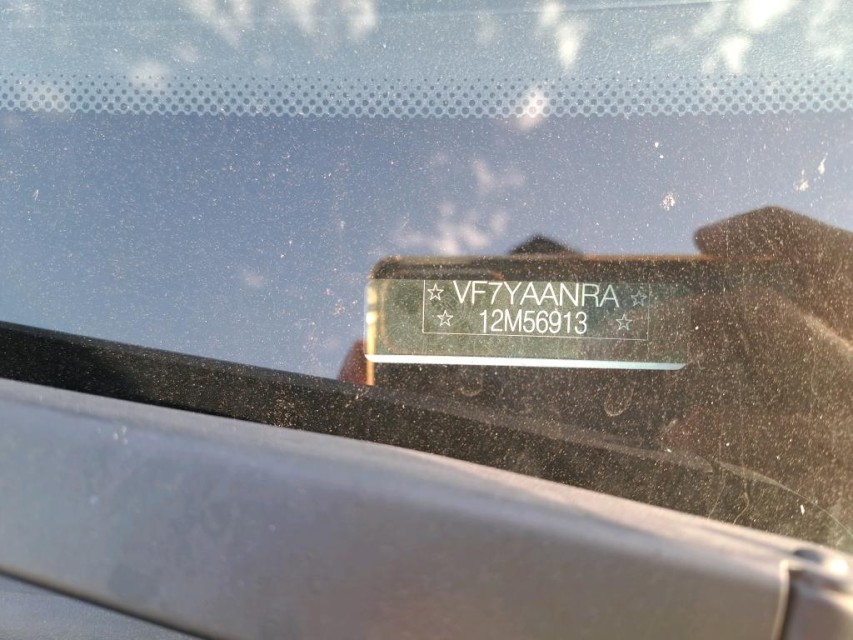 ☆ VF7YAANRA ☆
☆ 12M56913 ☆